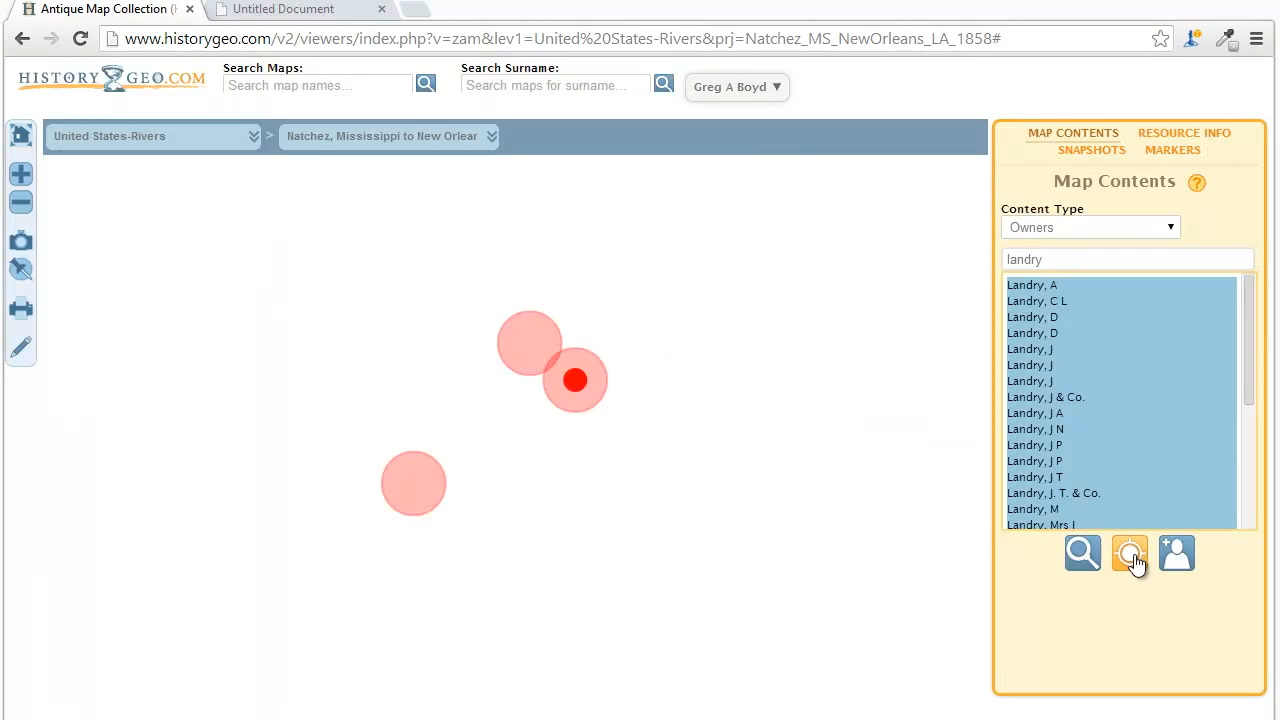 Antique Map Collection (
Untitled Document
www.historygeo.com/v2/viewers/index.php?v=zam&lev1=United%20States-Rivers&prj=Natchez_MS_NewOrleans_LA_1858#
HISTORY GEO.COM
Search Maps:
Search map names...
Search Surname:
Search maps for surname...
Greg A Boyd ▼
United States-Rivers > Natchez, Mississippi to New Orlear
MAP CONTENTS RESOURCE INFO
SNAPSHOTS MARKERS
Map Contents ?
Content Type
Owners
landry
Landry, A
Landry, C L
Landry, D
Landry, D
Landry, J
Landry, J
Landry, J
Landry, J & Co.
Landry, J A
Landry, J N
Landry, J P
Landry, J P
Landry, J T
Landry, J. T. & Co.
Landry, M
Landry, Mrs